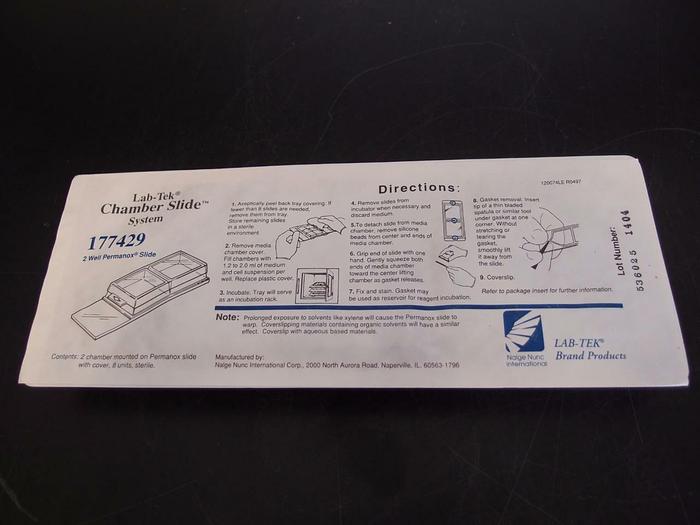 Lab-Tek®
Chamber Slide™
System
177429
2 Well Permanox® Slide
Contents: 2 chamber mounted on Permanox slide
with cover, 8 units, sterile.
Directions:
120074LE R0497
1. Aseptically peel back tray covering. If
fewer than 8 slides are needed,
remove them from tray.
Store remaining slides
in a sterile
environment.
2. Remove media
chamber cover.
Fill chambers with
1.2 to 2.0 ml of medium
and cell suspension per
well. Replace plastic cover.
3. Incubate. Tray will serve
as an incubation rack.
4. Remove slides from
incubator when necessary and
discard medium.
5. To detach slide from media
chamber, remove silicone
beads from center and ends of
media chamber.
6. Grip end of slide with one
hand. Gently squeeze both
ends of media chamber
toward the center lifting
chamber as gasket releases.
7. Fix and stain. Gasket may
be used as reservoir for reagent incubation.
8. Gasket removal. Insert
tip of a thin bladed
spatula or similar tool
under gasket at one
corner. Without
stretching or
tearing the
gasket,
smoothly lift
it away from
the slide.
9. Coverslip.
Refer to package insert for further information.
Lot Number:
536025 1404
Note: Prolonged exposure to solvents like xylene will cause the Permanox slide to
warp. Coverslipping materials containing organic solvents will have a similar
effect. Coverslip with aqueous based materials.
Manufactured by:
Nalge Nunc International Corp., 2000 North Aurora Road, Naperville, IL. 60563-1796
Nalge Nunc
International
LAB-TEK®
Brand Products